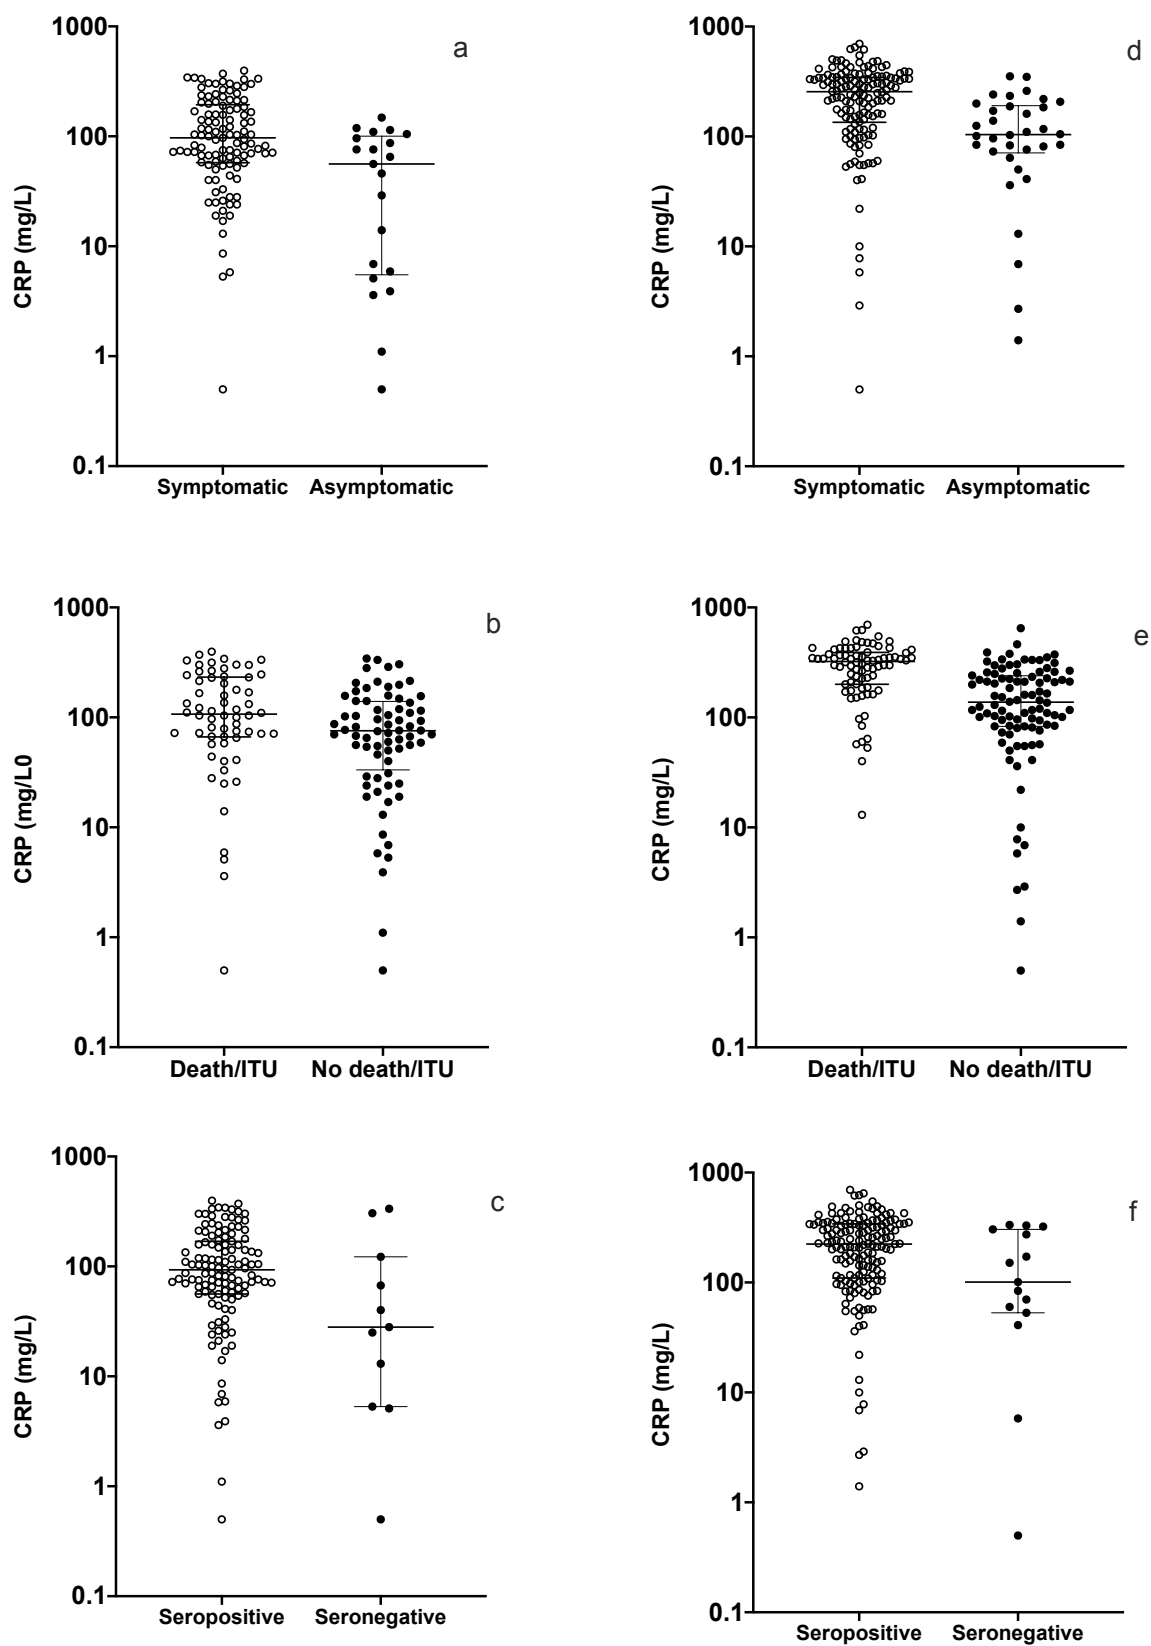 a
1000
100
10
1
0.1
CRP (mg/L)
Symptomatic Asymptomatic
d
1000
100
10
1
0.1
CRP (mg/L)
Symptomatic Asymptomatic
b
1000
100
10
1
0.1
CRP (mg/L0
Death/ITU No death/ITU
e
1000
100
10
1
0.1
CRP (mg/L)
Death/ITU No death/ITU
c
1000
100
10
1
0.1
CRP (mg/L)
Seropositive Seronegative
f
1000
100
10
1
0.1
CRP (mg/L)
Seropositive Seronegative